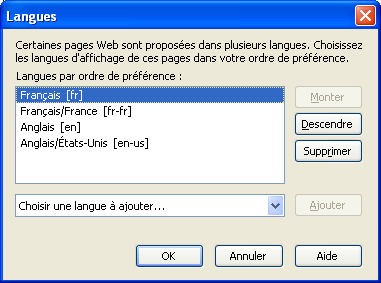 Langues
Certaines pages Web sont proposées dans plusieurs langues. Choisissez
les langues d'affichage de ces pages dans votre ordre de préférence.
Langues par ordre de préférence :
Français [fr]
Français/France [fr-fr]
Anglais [en]
Anglais/États-Unis [en-us]
Monter
Descendre
Supprimer
Choisir une langue à ajouter...
Ajouter
OK
Annuler
Aide